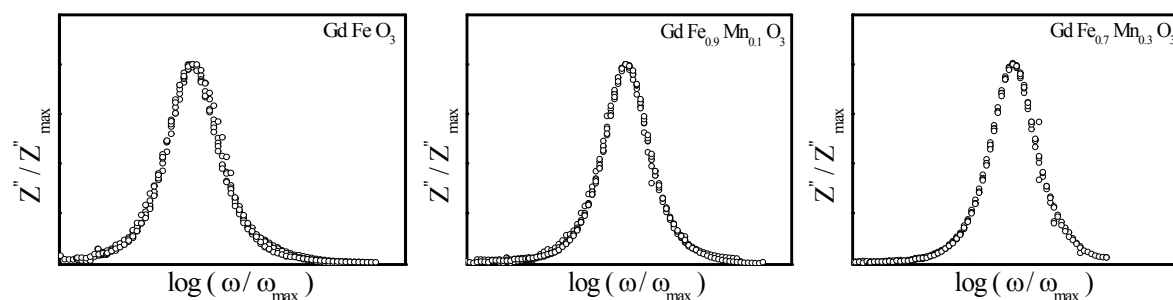 Gd Fe O₃
Z'' / Z''max
log ( ω / ωmax )
Gd Fe₀.₉ Mn₀.₁ O₃
Z'' / Z''max
log ( ω / ωmax )
Gd Fe₀.₇ Mn₀.₃ O₃
Z'' / Z''max
log ( ω / ωmax )